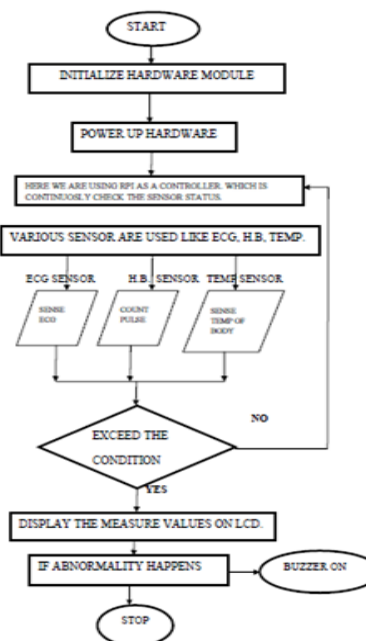 START
INITIALIZE HARDWARE MODULE
POWER UP HARDWARE
HERE WE ARE USING RPI AS A CONTROLLER. WHICH IS
CONTINUOSLY CHECK THE SENSOR STATUS.
VARIOUS SENSOR ARE USED LIKE ECG, H.B, TEMP.
ECG SENSOR
H.B. SENSOR
TEMP SENSOR
SENSE
ECG
COUNT
PULSE
SENSE
TEMP OF
BODY
EXCEED THE
CONDITION
NO
YES
DISPLAY THE MEASURE VALUES ON LCD.
IF ABNORMALITY HAPPENS
BUZZER ON
STOP